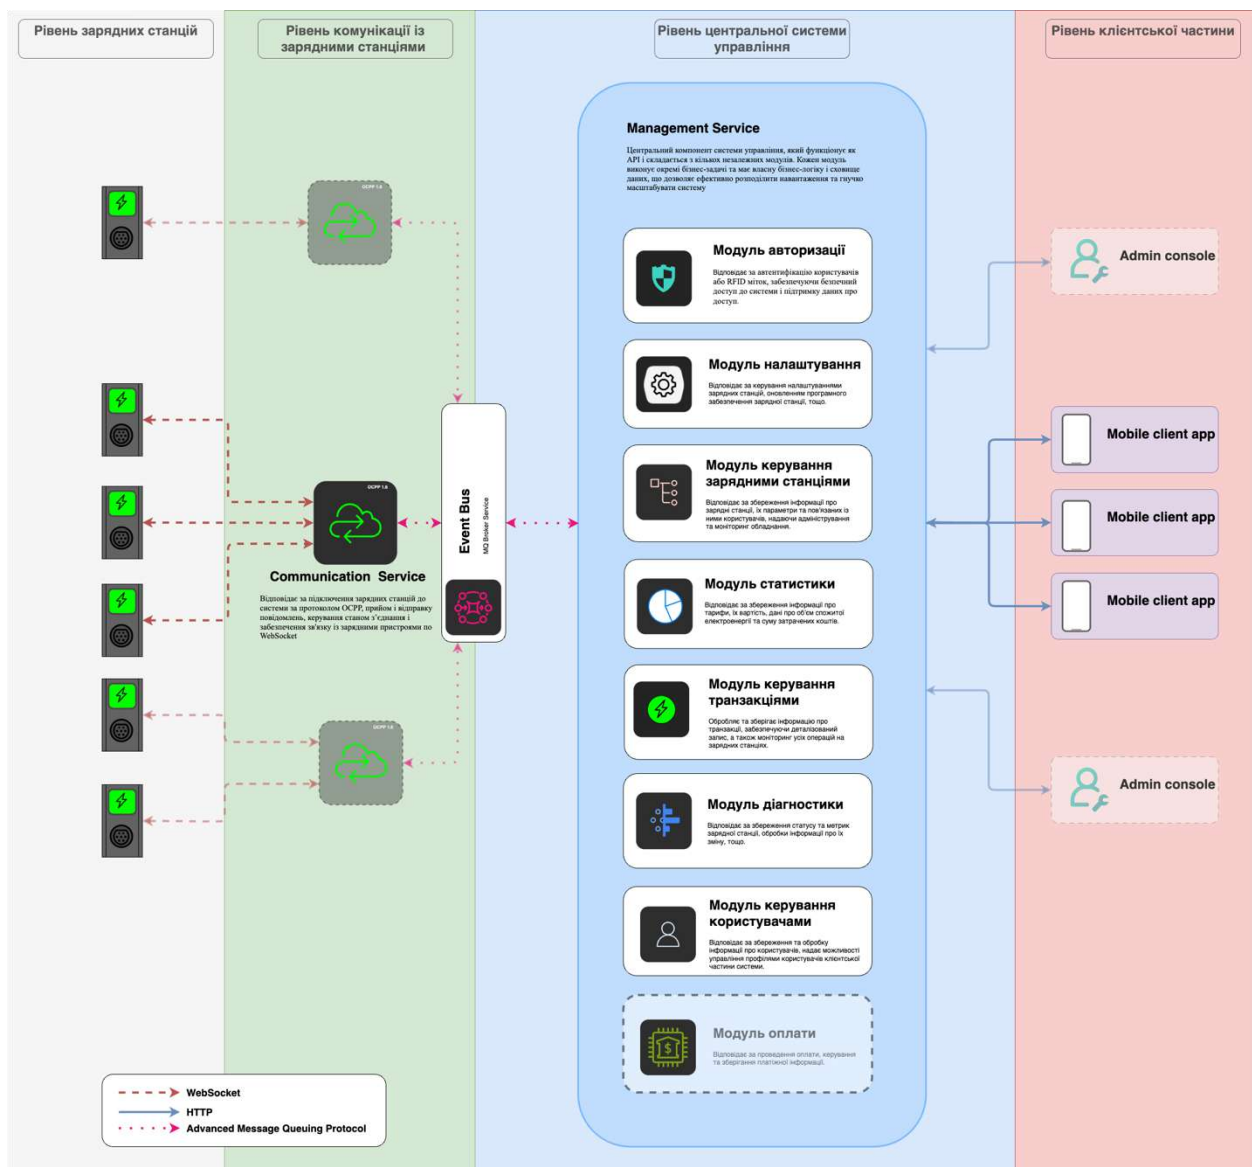 Рівень зарядних станцій
Рівень комунікації із
зарядними станціями
Рівень центральної системи
управління
Рівень клієнтської частини
Management Service
Центральний компонент системи управління, який функціонує як
API і складається з кількох незалежних модулів. Кожен модуль
виконує окремі бізнес-задачі та має власну бізнес-логіку і сховище
даних, що дозволяє ефективно розподілити навантаження та гнучко
масштабувати систему
OCPP 1.6
Модуль авторизації
Відповідає за автентифікацію користувачів
або RFID міток, забезпечуючи безпечний
доступ до системи і підтримку даних про
доступ.
Admin console
Модуль налаштування
Відповідає за керування налаштуваннями
зарядних станцій, оновленням програмного
забезпечення зарядної станції, тощо.
Mobile client app
Модуль керування
зарядними станціями
Відповідає за збереження інформації про
зарядні станції, їх параметри та пов'язаних із
ними користувачів, надаючи адміністрування
та моніторинг обладнання.
OCPP 1.6
Event Bus
MQ Broker Service
Mobile client app
Communication Service
Відповідає за підключення зарядних станцій до
системи за протоколом OCPP, прийом і відправку
повідомлень, керування станом з'єднання і
забезпечення зв'язку із зарядними пристроями по
WebSocket
Модуль статистики
Відповідає за збереження інформації про
тарифи, їх вартість, дані про об'єм спожитої
електроенергії та суму затрачених коштів.
Mobile client app
Модуль керування
транзакціями
Обробляє та зберігає інформацію про
транзакції, забезпечуючи деталізований
запис, а також моніторинг усіх операцій на
зарядних станціях.
OCPP 1.6
Admin console
Модуль діагностики
Відповідає за збереження статусу та метрик
зарядної станції, обробки інформації про їх
зміну, тощо.
Модуль керування
користувачами
Відповідає за збереження та обробку
інформації про користувачів, надає можливості
управління профілями користувачів клієнтської
частини системи.
Модуль оплати
Відповідає за проведення оплати, керування
та зберігання платіжної інформації.
WebSocket
HTTP
Advanced Message Queuing Protocol